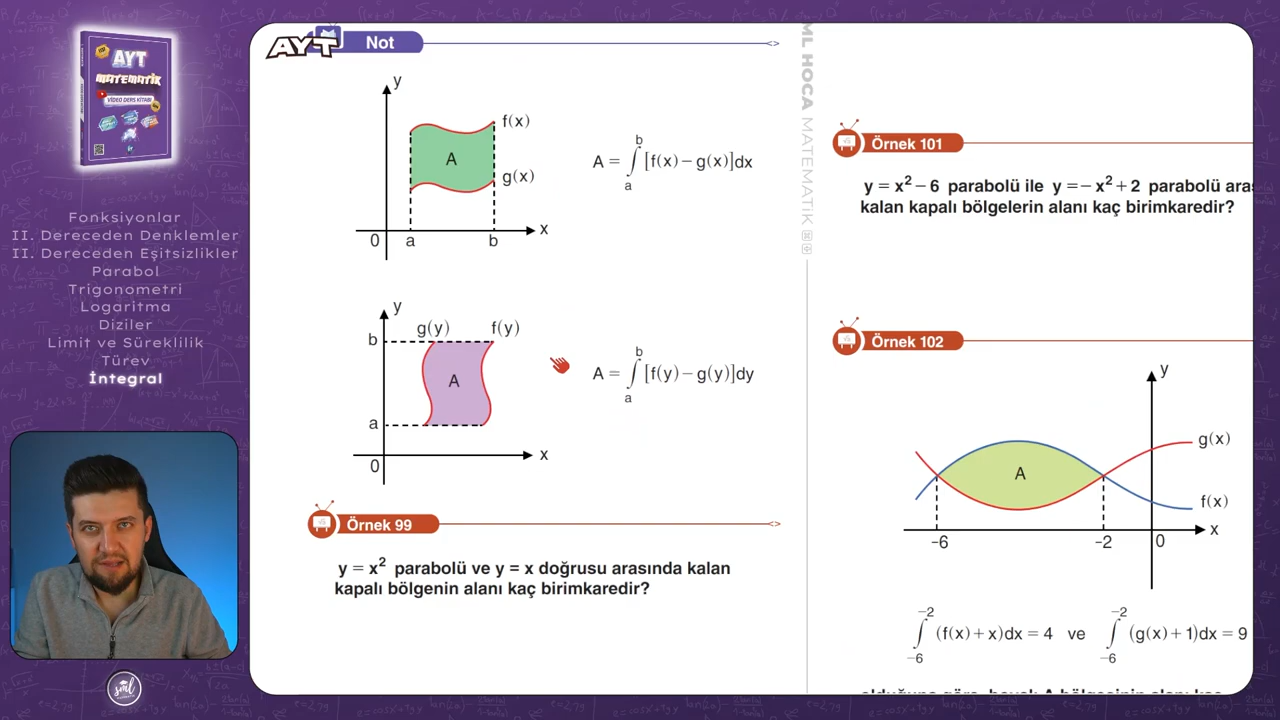 AYT
MATEMATİK
VİDEO DERS KİTABI
Fonksiyonlar
II. Dereceden Denklemler
II. Dereceden Eşitsizlikler
Parabol
Trigonometri
Logaritma
Diziler
Limit ve Süreklilik
Türev
İntegral
sml
AYT Not
y
f(x)
A
g(x)
0 a b x
A = ∫ₐᵇ [f(x) − g(x)]dx
y
g(y) f(y)
b
A
a
0 x
A = ∫ₐᵇ [f(y) − g(y)]dy
Örnek 99
y = x² parabolü ve y = x doğrusu arasında kalan
kapalı bölgenin alanı kaç birimkaredir?
ML HOCA MATEMATİK
Örnek 101
y = x² − 6 parabolü ile y = − x² + 2 parabolü aras
kalan kapalı bölgelerin alanı kaç birimkaredir?
Örnek 102
y
g(x)
A
f(x)
-6 -2 0 x
∫₋₆⁻² (f(x) + x)dx = 4 ve ∫₋₆⁻² (g(x) + 1)dx = 9